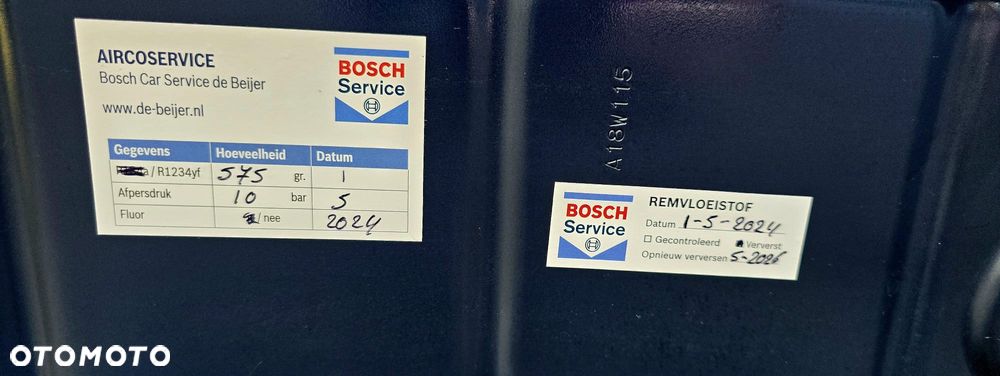 AIRCOSERVICE
Bosch Car Service de Beijer
www.de-beijer.nl
BOSCH
Service
Gegevens Hoeveelheid Datum
/ R1234yf 575 gr. 1
Afpersdruk 10 bar 5
Fluor /nee 2024
A18W115
BOSCH
Service
REMVLOEISTOF
Datum 1-5-2024
Gecontroleerd Ververst
Opnieuw verversen 5-2026
OTOMOTO